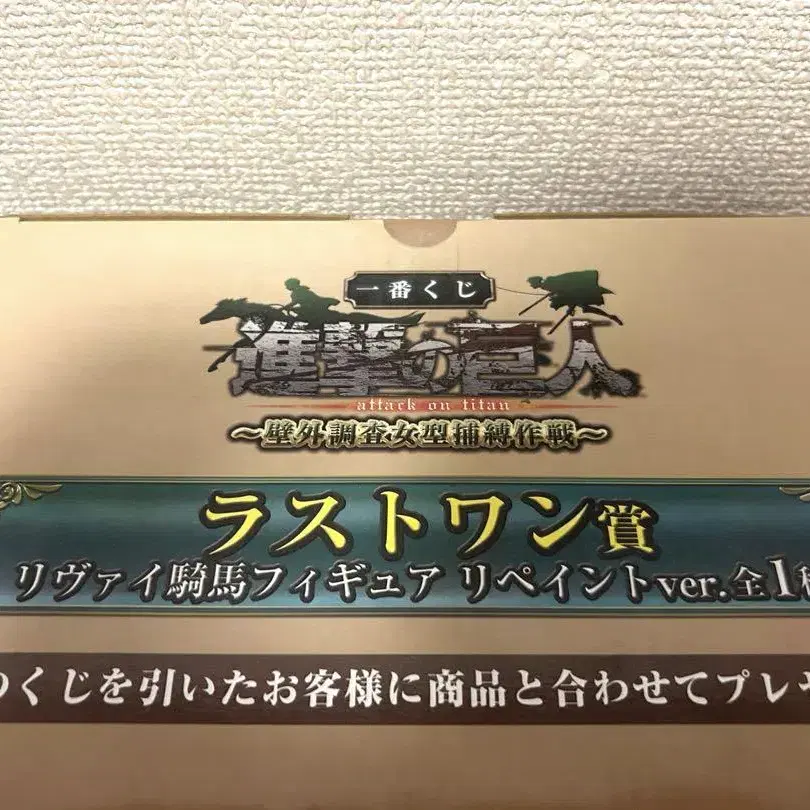 一番くじ
進撃の巨人
attack on titan
～壁外調査女型捕縛作戦～
ラストワン賞
リヴァイ騎馬フィギュア リペイントver.全1種
のくじを引いたお客様に商品と合わせてプレ